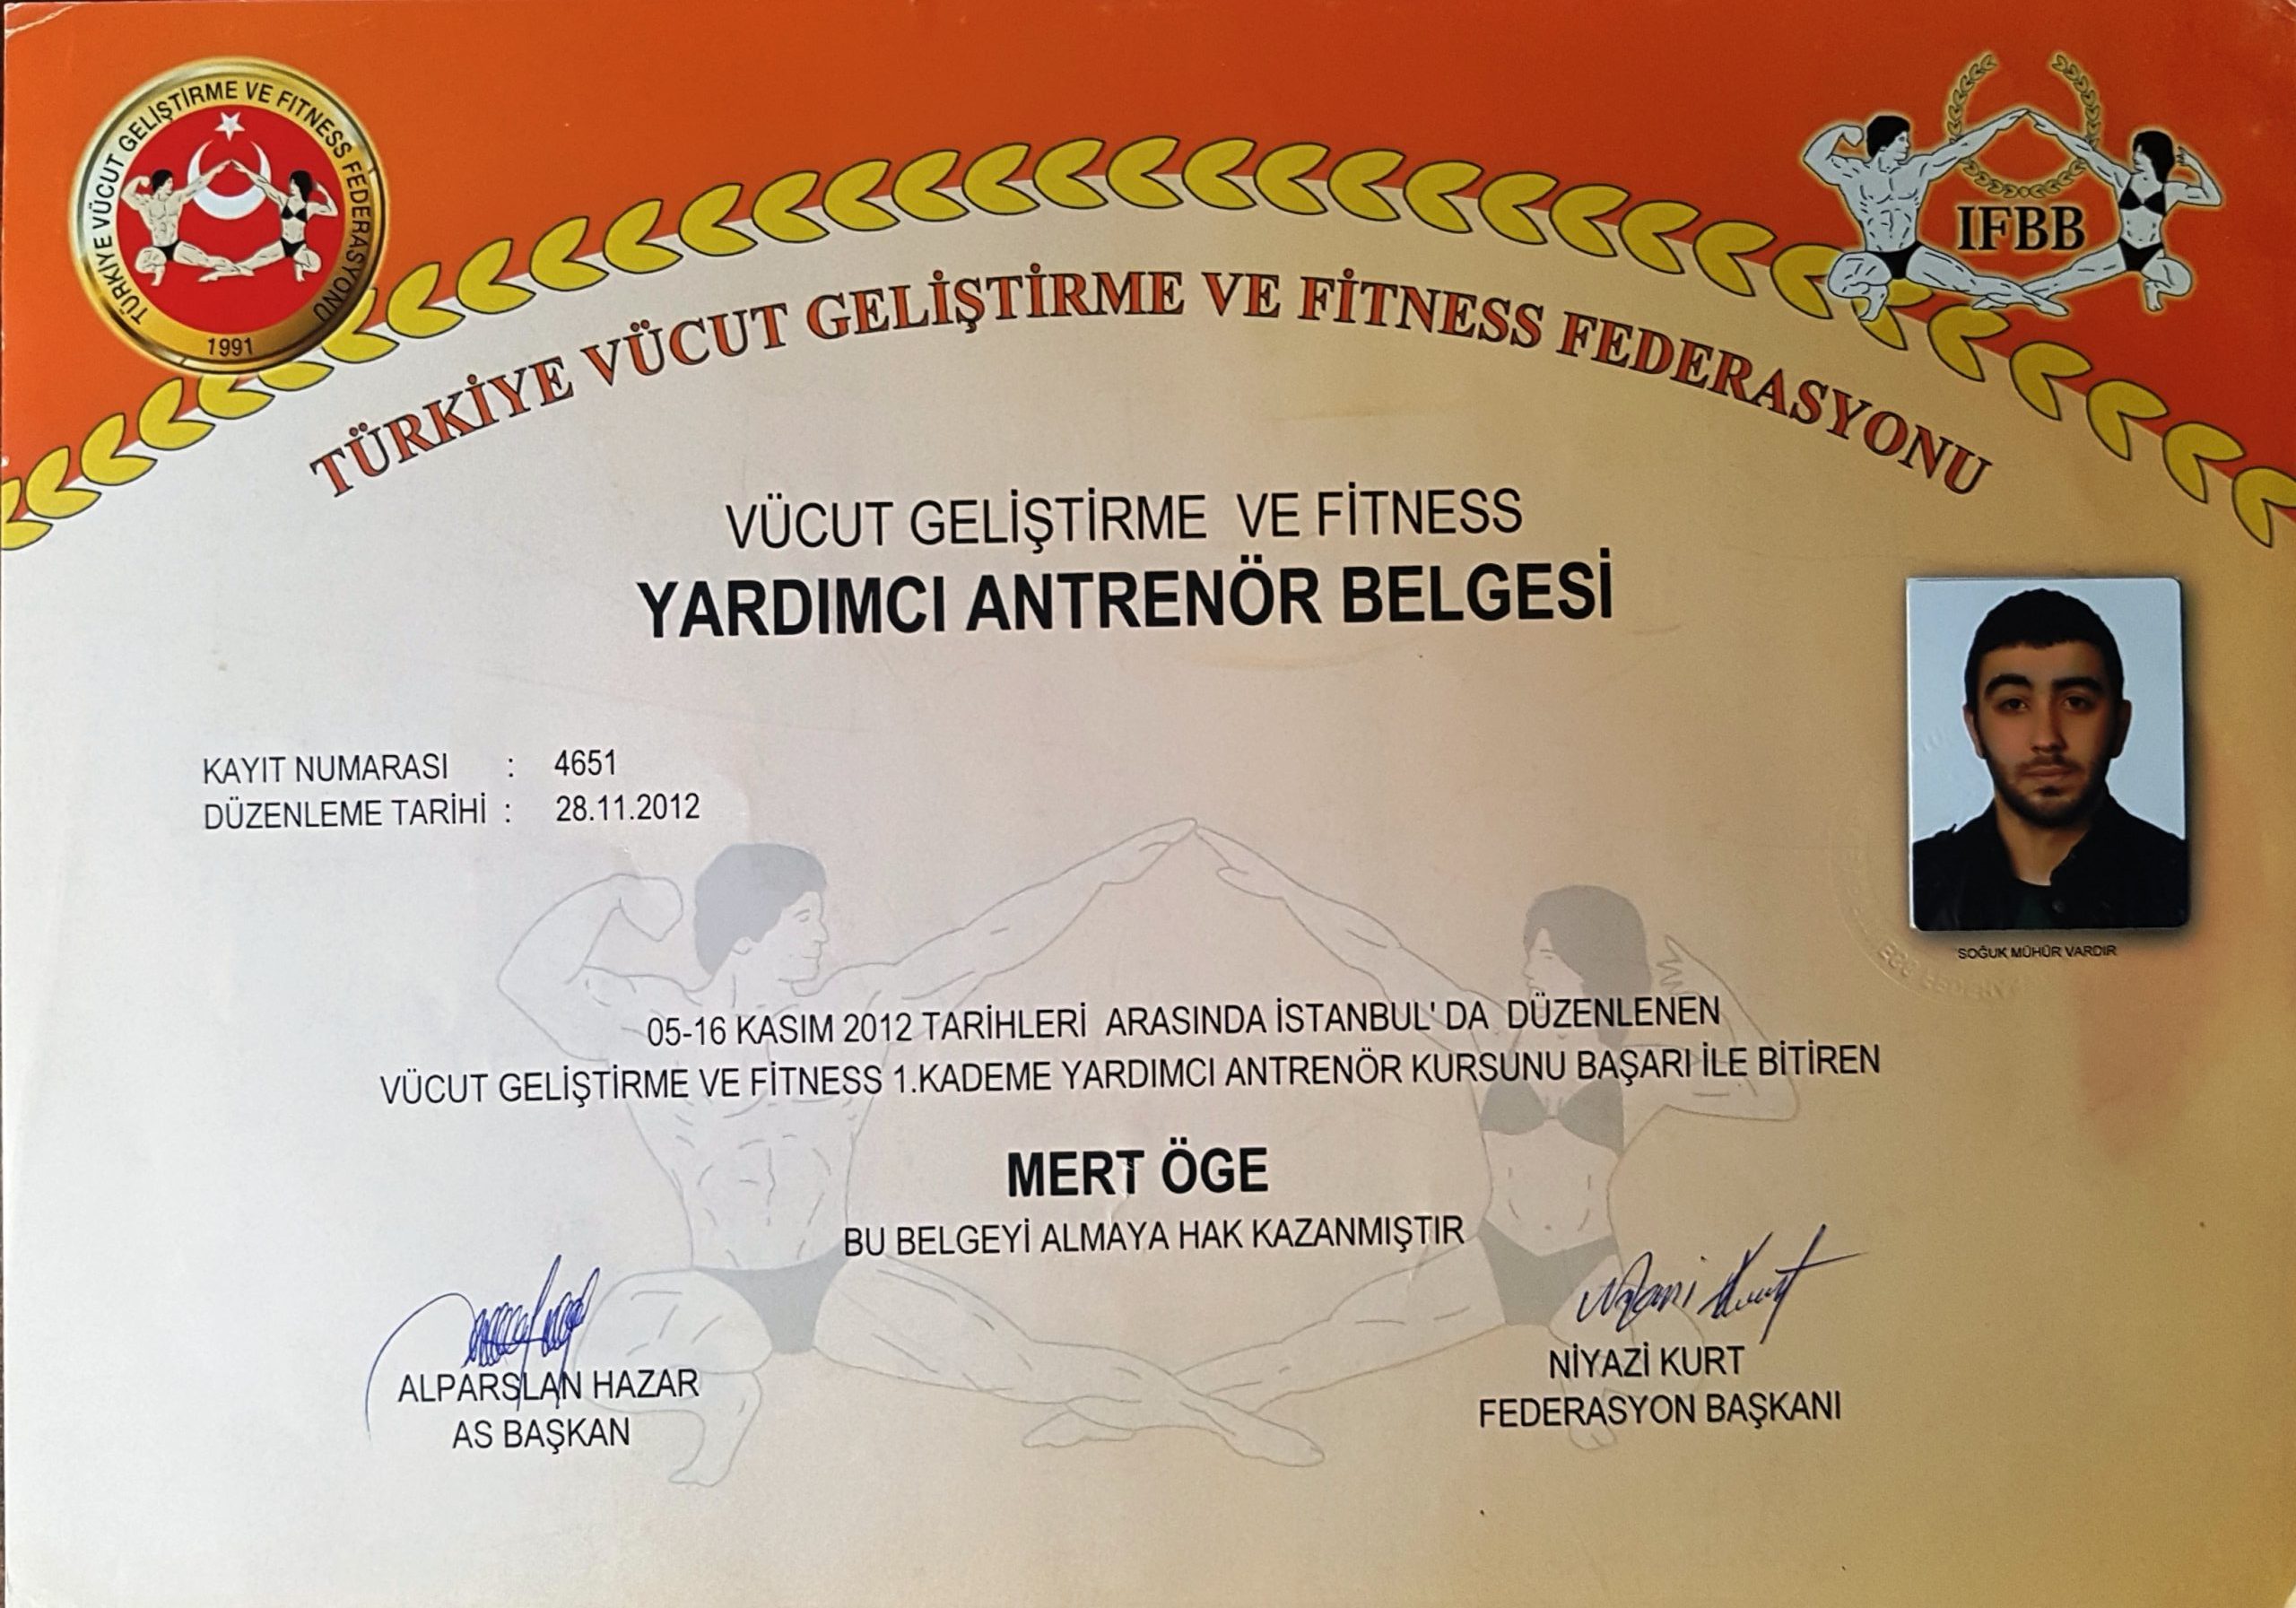 TÜRKİYE VÜCUT GELİŞTİRME VE FITNESS FEDERASYONU
1991
IFBB
TÜRKİYE VÜCUT GELİŞTİRME VE FİTNESS FEDERASYONU
VÜCUT GELİŞTİRME VE FİTNESS
YARDIMCI ANTRENÖR BELGESİ
KAYIT NUMARASI : 4651
DÜZENLEME TARİHİ : 28.11.2012
SOĞUK MÜHÜR VARDIR
05-16 KASIM 2012 TARİHLERİ ARASINDA İSTANBUL' DA DÜZENLENEN
VÜCUT GELİŞTİRME VE FİTNESS 1.KADEME YARDIMCI ANTRENÖR KURSUNU BAŞARI İLE BİTİREN
MERT ÖGE
BU BELGEYİ ALMAYA HAK KAZANMIŞTIR
ALPARSLAN HAZAR
AS BAŞKAN
Niyazi Kurt
NİYAZİ KURT
FEDERASYON BAŞKANI